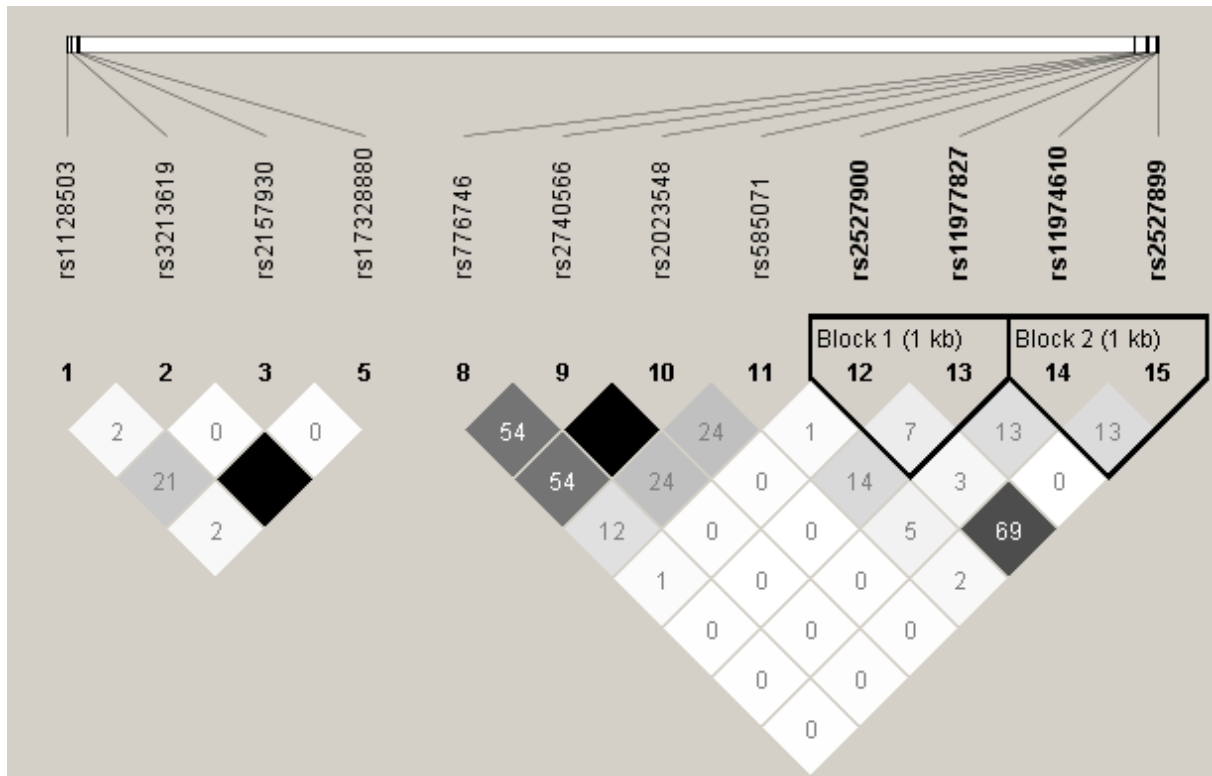 rs1128503
rs3213619
rs2157930
rs17328880
rs776746
rs2740566
rs2023548
rs585071
rs2527900
rs11977827
rs11974610
rs2527899
Block 1 (1 kb) Block 2 (1 kb)
1 2 3 5 8 9 10 11 12 13 14 15
2 0 0 54 24 1 7 13 13
21 54 24 0 14 3 0
2 12 0 0 5 69
1 0 0 2
0 0 0
0 0
0